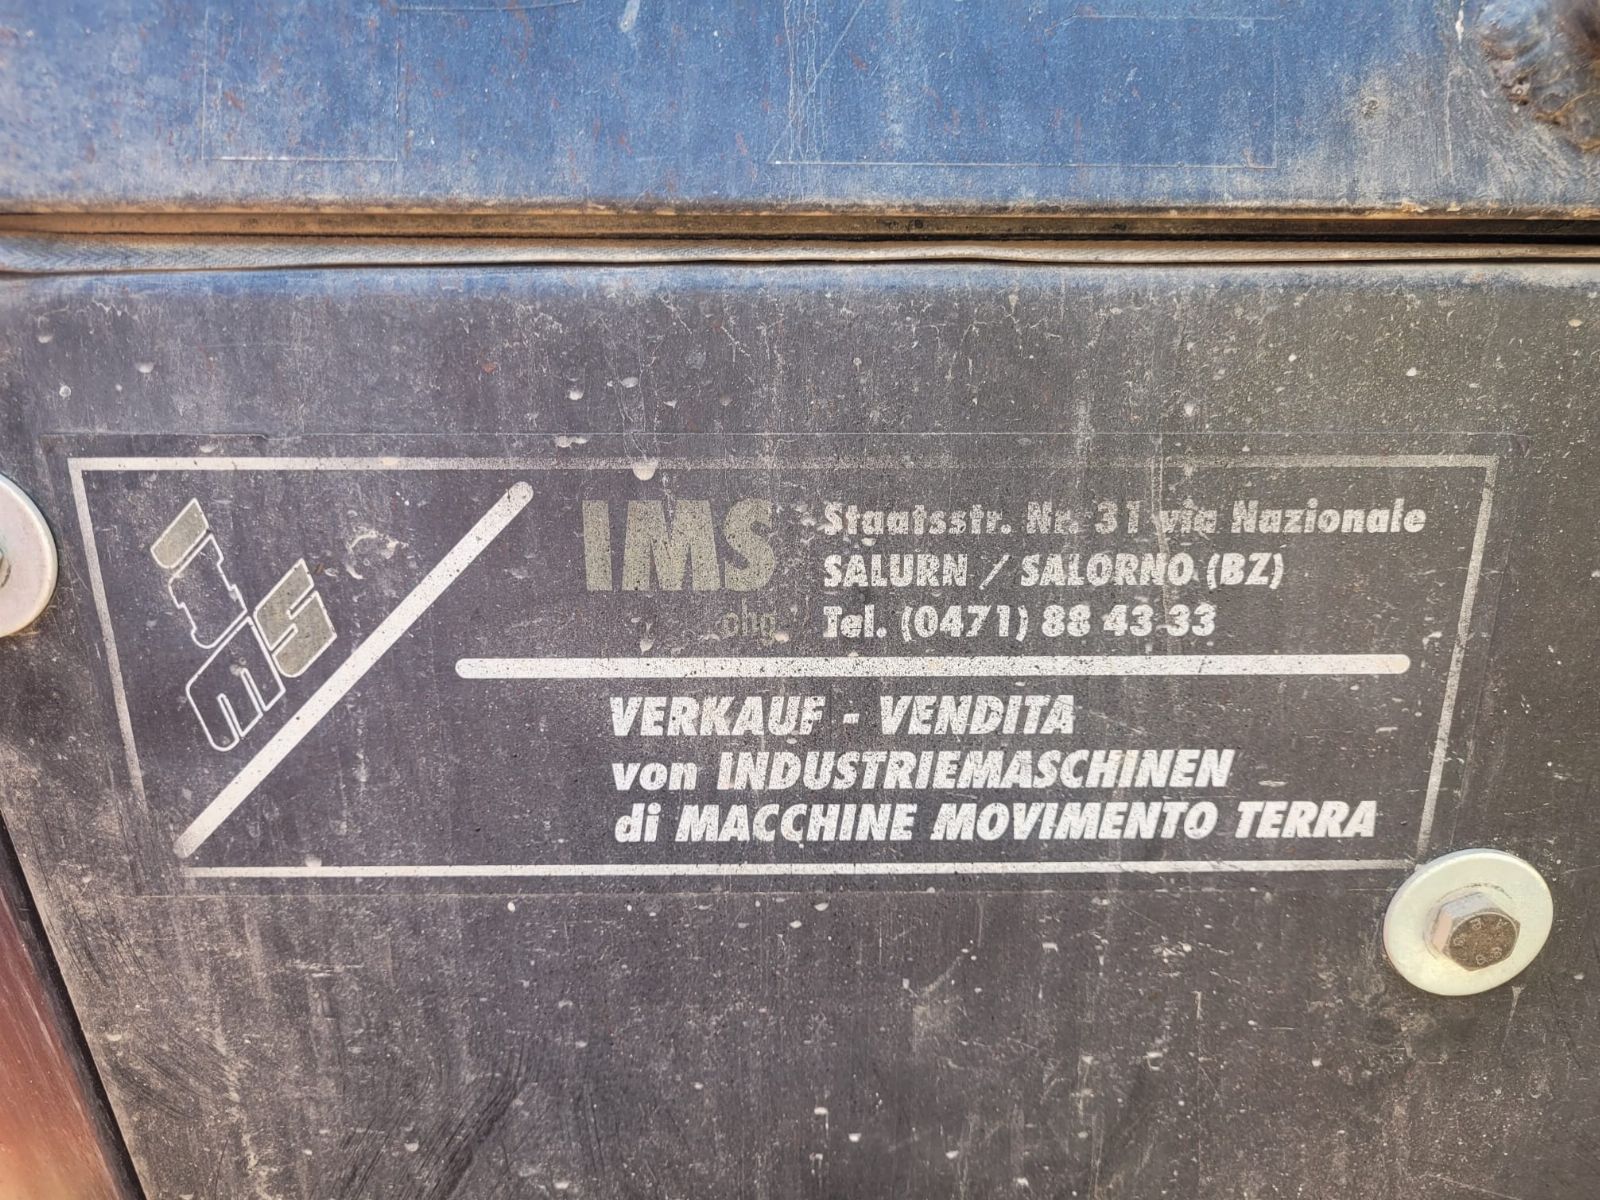 ims
IMS Staatsstr. Nr. 31 via Nazionale
SALURN / SALORNO (BZ)
ohg Tel. (0471) 88 43 33
VERKAUF - VENDITA
von INDUSTRIEMASCHINEN
di MACCHINE MOVIMENTO TERRA